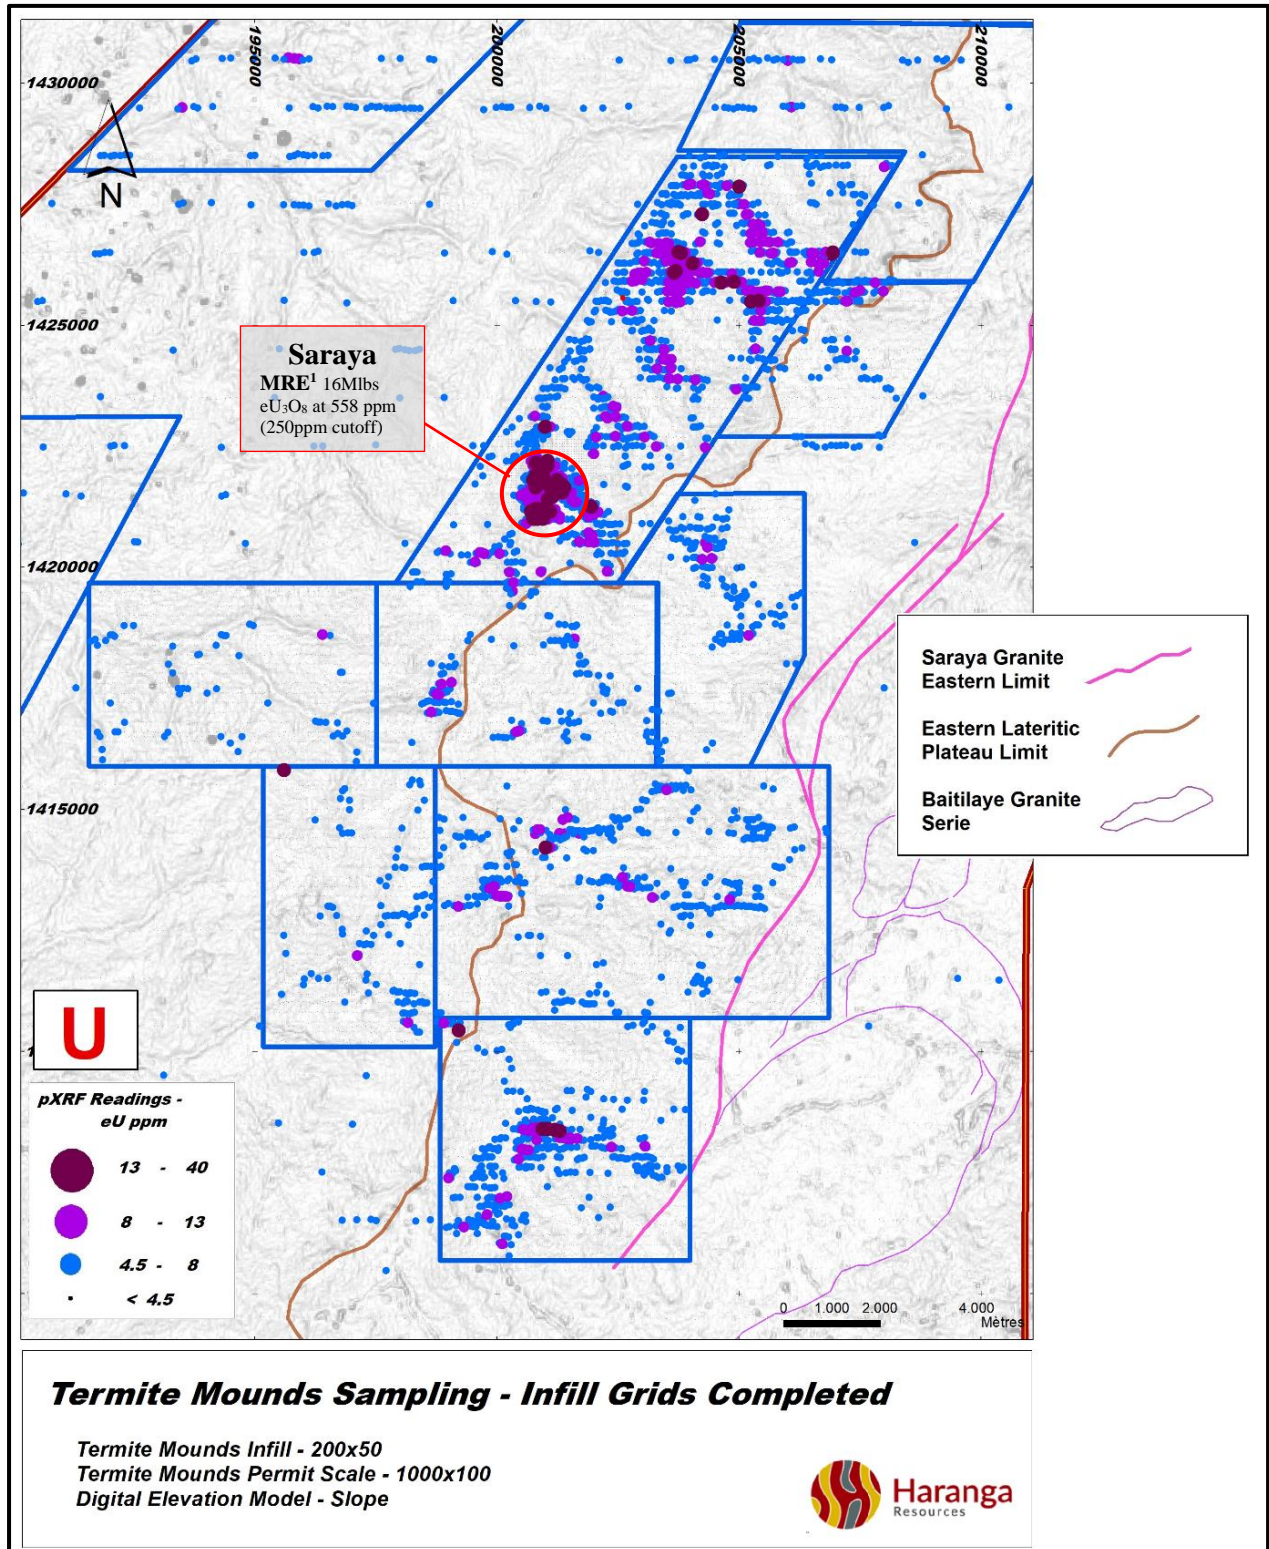 195000
200000
205000
210000
1430000
N
1425000
Saraya
MRE¹ 16Mlbs
eU₃O₈ at 558 ppm
(250ppm cutoff)
1420000
Saraya Granite
Eastern Limit
Eastern Lateritic
Plateau Limit
Baitilaye Granite
Serie
1415000
U
pXRF Readings -
eU ppm
13 - 40
8 - 13
4.5 - 8
< 4.5
0 1.000 2.000 4.000
Mètres
Termite Mounds Sampling - Infill Grids Completed
Termite Mounds Infill - 200x50
Termite Mounds Permit Scale - 1000x100
Digital Elevation Model - Slope
Haranga
Resources